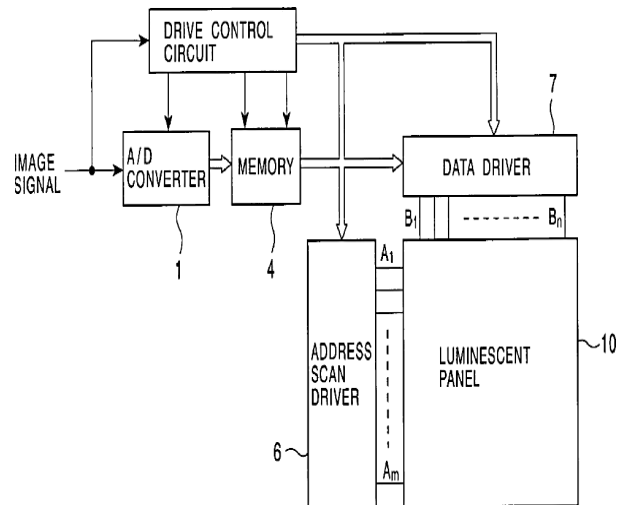 DRIVE CONTROL
CIRCUIT
7
IMAGE
SIGNAL
A/D
CONVERTER
MEMORY
DATA DRIVER
1
4
B1
Bn
A1
ADDRESS
SCAN
DRIVER
LUMINESCENT
PANEL
10
6
Am